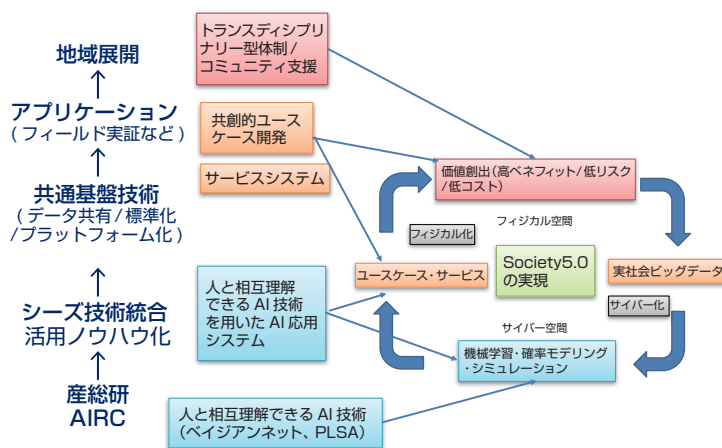 地域展開
アプリケーション
(フィールド実証など)
共通基盤技術
(データ共有/標準化
/プラットフォーム化)
シーズ技術統合
活用ノウハウ化
産総研
AIRC
トランスディシプリ
ナリー型体制/
コミュニティ支援
共創的ユース
ケース開発
サービスシステム
人と相互理解
できるAI技術
を用いたAI応用
システム
人と相互理解できるAI技術
(ベイジアンネット、PLSA)
価値創出(高ベネフィット/低リスク
/低コスト)
フィジカル空間
フィジカル化
ユースケース・サービス
Society5.0
の実現
実社会ビッグデータ
サイバー化
サイバー空間
機械学習・確率モデリング
・シミュレーション